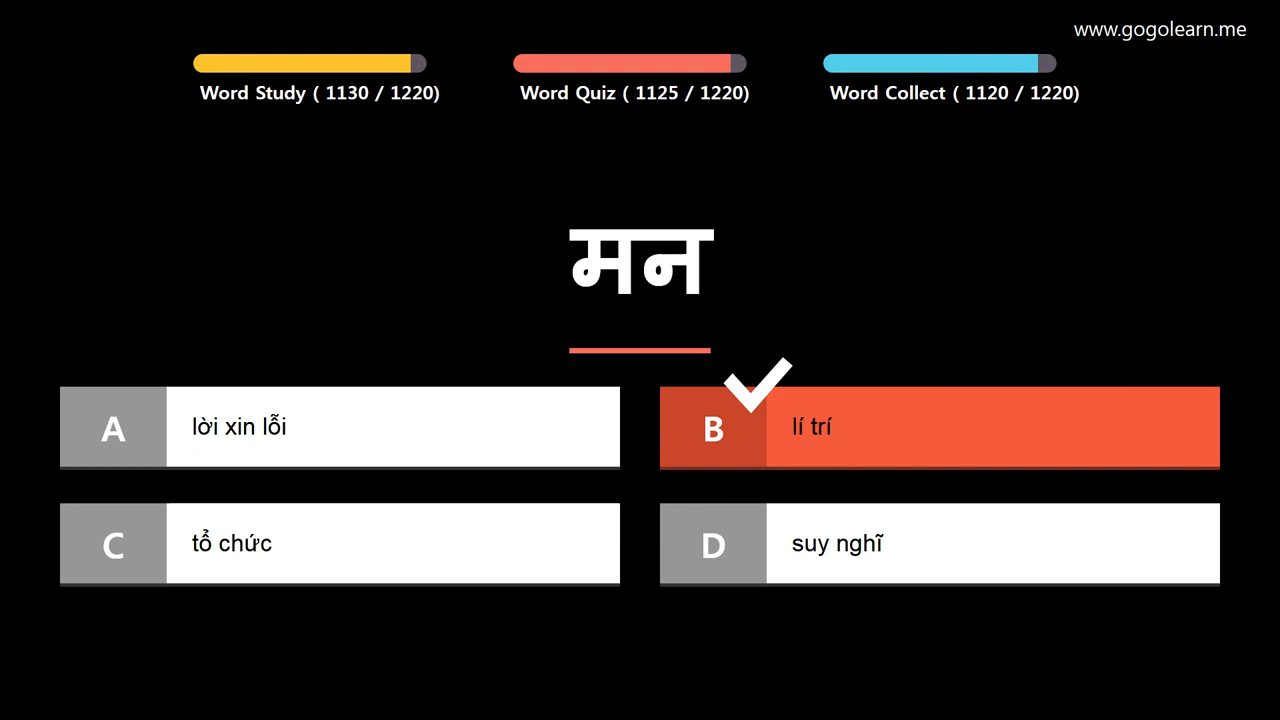 www.gogolearn.me
Word Study ( 1130 / 1220)
Word Quiz ( 1125 / 1220)
Word Collect ( 1120 / 1220)
मन
A
lời xin lỗi
B
lí trí
C
tổ chức
D
suy nghĩ